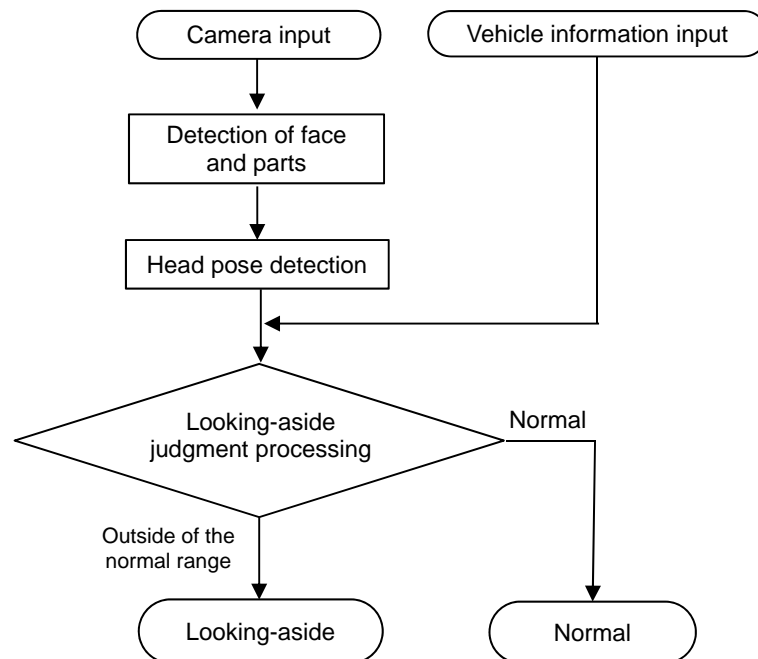 Camera input
Vehicle information input
Detection of face
and parts
Head pose detection
Looking-aside
judgment processing
Normal
Outside of the
normal range
Looking-aside
Normal